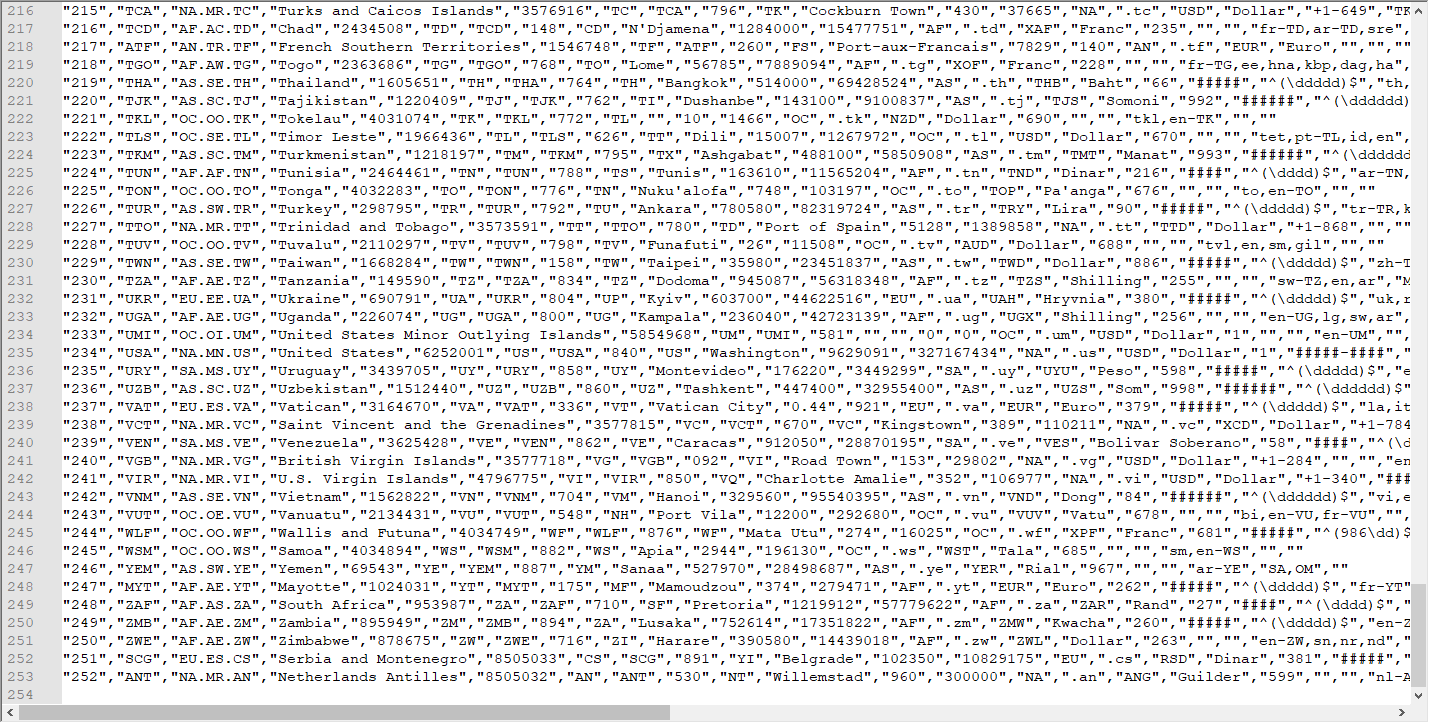 216 "215","TCA","NA.MR.TC","Turks and Caicos Islands","3576916","TC","TCA","796","TK","Cockburn Town","430","37665","NA",".tc","USD","Dollar","+1-649","TK
217 "216","TCD","AF.AC.TD","Chad","2434508","TD","TCD","148","CD","N'Djamena","1284000","15477751","AF",".td","XAF","Franc","235","","","fr-TD,ar-TD,sre",
218 "217","ATF","AN.TR.TF","French Southern Territories","1546748","TF","ATF","260","FS","Port-aux-Francais","7829","140","AN",".tf","EUR","Euro","","","
219 "218","TGO","AF.AW.TG","Togo","2363686","TG","TGO","768","TO","Lome","56785","7889094","AF",".tg","XOF","Franc","228","","","fr-TG,ee,hna,kbp,dag,ha",
220 "219","THA","AS.SE.TH","Thailand","1605651","TH","THA","764","TH","Bangkok","514000","69428524","AS",".th","THB","Baht","66","#####","^(\ddddd)$","th,
221 "220","TJK","AS.SC.TJ","Tajikistan","1220409","TJ","TJK","762","TI","Dushanbe","143100","9100837","AS",".tj","TJS","Somoni","992","######","^(\dddddd)
222 "221","TKL","OC.OO.TK","Tokelau","4031074","TK","TKL","772","TL","","10","1466","OC",".tk","NZD","Dollar","690","","","tkl,en-TK","",""
223 "222","TLS","OC.SE.TL","Timor Leste","1966436","TL","TLS","626","TT","Dili","15007","1267972","OC",".tl","USD","Dollar","670","","","tet,pt-TL,id,en",
224 "223","TKM","AS.SC.TM","Turkmenistan","1218197","TM","TKM","795","TX","Ashgabat","488100","5850908","AS",".tm","TMT","Manat","993","######","^(\dddddd
225 "224","TUN","AF.AF.TN","Tunisia","2464461","TN","TUN","788","TS","Tunis","163610","11565204","AF",".tn","TND","Dinar","216","####","^(\dddd)$","ar-TN,
226 "225","TON","OC.OO.TO","Tonga","4032283","TO","TON","776","TN","Nuku'alofa","748","103197","OC",".to","TOP","Pa'anga","676","","","to,en-TO","",""
227 "226","TUR","AS.SW.TR","Turkey","298795","TR","TUR","792","TU","Ankara","780580","82319724","AS",".tr","TRY","Lira","90","#####","^(\ddddd)$","tr-TR,k
228 "227","TTO","NA.MR.TT","Trinidad and Tobago","3573591","TT","TTO","780","TD","Port of Spain","5128","1389858","NA",".tt","TTD","Dollar","+1-868","","
229 "228","TUV","OC.OO.TV","Tuvalu","2110297","TV","TUV","798","TV","Funafuti","26","11508","OC",".tv","AUD","Dollar","688","","","tvl,en,sm,gil","",""
230 "229","TWN","AS.SE.TW","Taiwan","1668284","TW","TWN","158","TW","Taipei","35980","23451837","AS",".tw","TWD","Dollar","886","#####","^(\ddddd)$","zh-T
231 "230","TZA","AF.AE.TZ","Tanzania","149590","TZ","TZA","834","TZ","Dodoma","945087","56318348","AF",".tz","TZS","Shilling","255","","","sw-TZ,en,ar","M
232 "231","UKR","EU.EE.UA","Ukraine","690791","UA","UKR","804","UP","Kyiv","603700","44622516","EU",".ua","UAH","Hryvnia","380","#####","^(\ddddd)$","uk,r
233 "232","UGA","AF.AE.UG","Uganda","226074","UG","UGA","800","UG","Kampala","236040","42723139","AF",".ug","UGX","Shilling","256","","","en-UG,lg,sw,ar",
234 "233","UMI","OC.OI.UM","United States Minor Outlying Islands","5854968","UM","UMI","581","","","0","0","OC",".um","USD","Dollar","1","","","en-UM","",
235 "234","USA","NA.MN.US","United States","6252001","US","USA","840","US","Washington","9629091","327167434","NA",".us","USD","Dollar","1","#####-####","
236 "235","URY","SA.MS.UY","Uruguay","3439705","UY","URY","858","UY","Montevideo","176220","3449299","SA",".uy","UYU","Peso","598","#####","^(\ddddd)$","e
237 "236","UZB","AS.SC.UZ","Uzbekistan","1512440","UZ","UZB","860","UZ","Tashkent","447400","32955400","AS",".uz","UZS","Som","998","######","^(\dddddd)$"
238 "237","VAT","EU.ES.VA","Vatican","3164670","VA","VAT","336","VT","Vatican City","0.44","921","EU",".va","EUR","Euro","379","#####","^(\ddddd)$","la,it
239 "238","VCT","NA.MR.VC","Saint Vincent and the Grenadines","3577815","VC","VCT","670","VC","Kingstown","389","110211","NA",".vc","XCD","Dollar","+1-784
240 "239","VEN","SA.MS.VE","Venezuela","3625428","VE","VEN","862","VE","Caracas","912050","28870195","SA",".ve","VES","Bolivar Soberano","58","####","^(\d
241 "240","VGB","NA.MR.VG","British Virgin Islands","3577718","VG","VGB","092","VI","Road Town","153","29802","NA",".vg","USD","Dollar","+1-284","","","en
242 "241","VIR","NA.MR.VI","U.S. Virgin Islands","4796775","VI","VIR","850","VQ","Charlotte Amalie","352","106977","NA",".vi","USD","Dollar","+1-340","###
243 "242","VNM","AS.SE.VN","Vietnam","1562822","VN","VNM","704","VM","Hanoi","329560","95540395","AS",".vn","VND","Dong","84","######","^(\dddddd)$","vi,e
244 "243","VUT","OC.OE.VU","Vanuatu","2134431","VU","VUT","548","NH","Port Vila","12200","292680","OC",".vu","VUV","Vatu","678","","","bi,en-VU,fr-VU","",
245 "244","WLF","OC.OO.WF","Wallis and Futuna","4034749","WF","WLF","876","WF","Mata Utu","274","16025","OC",".wf","XPF","Franc","681","#####","^(986\dd)$
246 "245","WSM","OC.OO.WS","Samoa","4034894","WS","WSM","882","WS","Apia","2944","196130","OC",".ws","WST","Tala","685","","","sm,en-WS","",""
247 "246","YEM","AS.SW.YE","Yemen","69543","YE","YEM","887","YM","Sanaa","527970","28498687","AS",".ye","YER","Rial","967","","","ar-YE","SA,OM",""
248 "247","MYT","AF.AE.YT","Mayotte","1024031","YT","MYT","175","MF","Mamoudzou","374","279471","AF",".yt","EUR","Euro","262","#####","^(\ddddd)$","fr-YT"
249 "248","ZAF","AF.AS.ZA","South Africa","953987","ZA","ZAF","710","SF","Pretoria","1219912","57779622","AF",".za","ZAR","Rand","27","####","^(\dddd)$","
250 "249","ZMB","AF.AE.ZM","Zambia","895949","ZM","ZMB","894","ZA","Lusaka","752614","17351822","AF",".zm","ZMW","Kwacha","260","#####","^(\ddddd)$","en-Z
251 "250","ZWE","AF.AE.ZW","Zimbabwe","878675","ZW","ZWE","716","ZI","Harare","390580","14439018","AF",".zw","ZWL","Dollar","263","","","en-ZW,sn,nr,nd","
252 "251","SCG","EU.ES.CS","Serbia and Montenegro","8505033","CS","SCG","891","YI","Belgrade","102350","10829175","EU",".cs","RSD","Dinar","381","#####","
253 "252","ANT","NA.MR.AN","Netherlands Antilles","8505032","AN","ANT","530","NT","Willemstad","960","300000","NA",".an","ANG","Guilder","599","","","nl-A
254